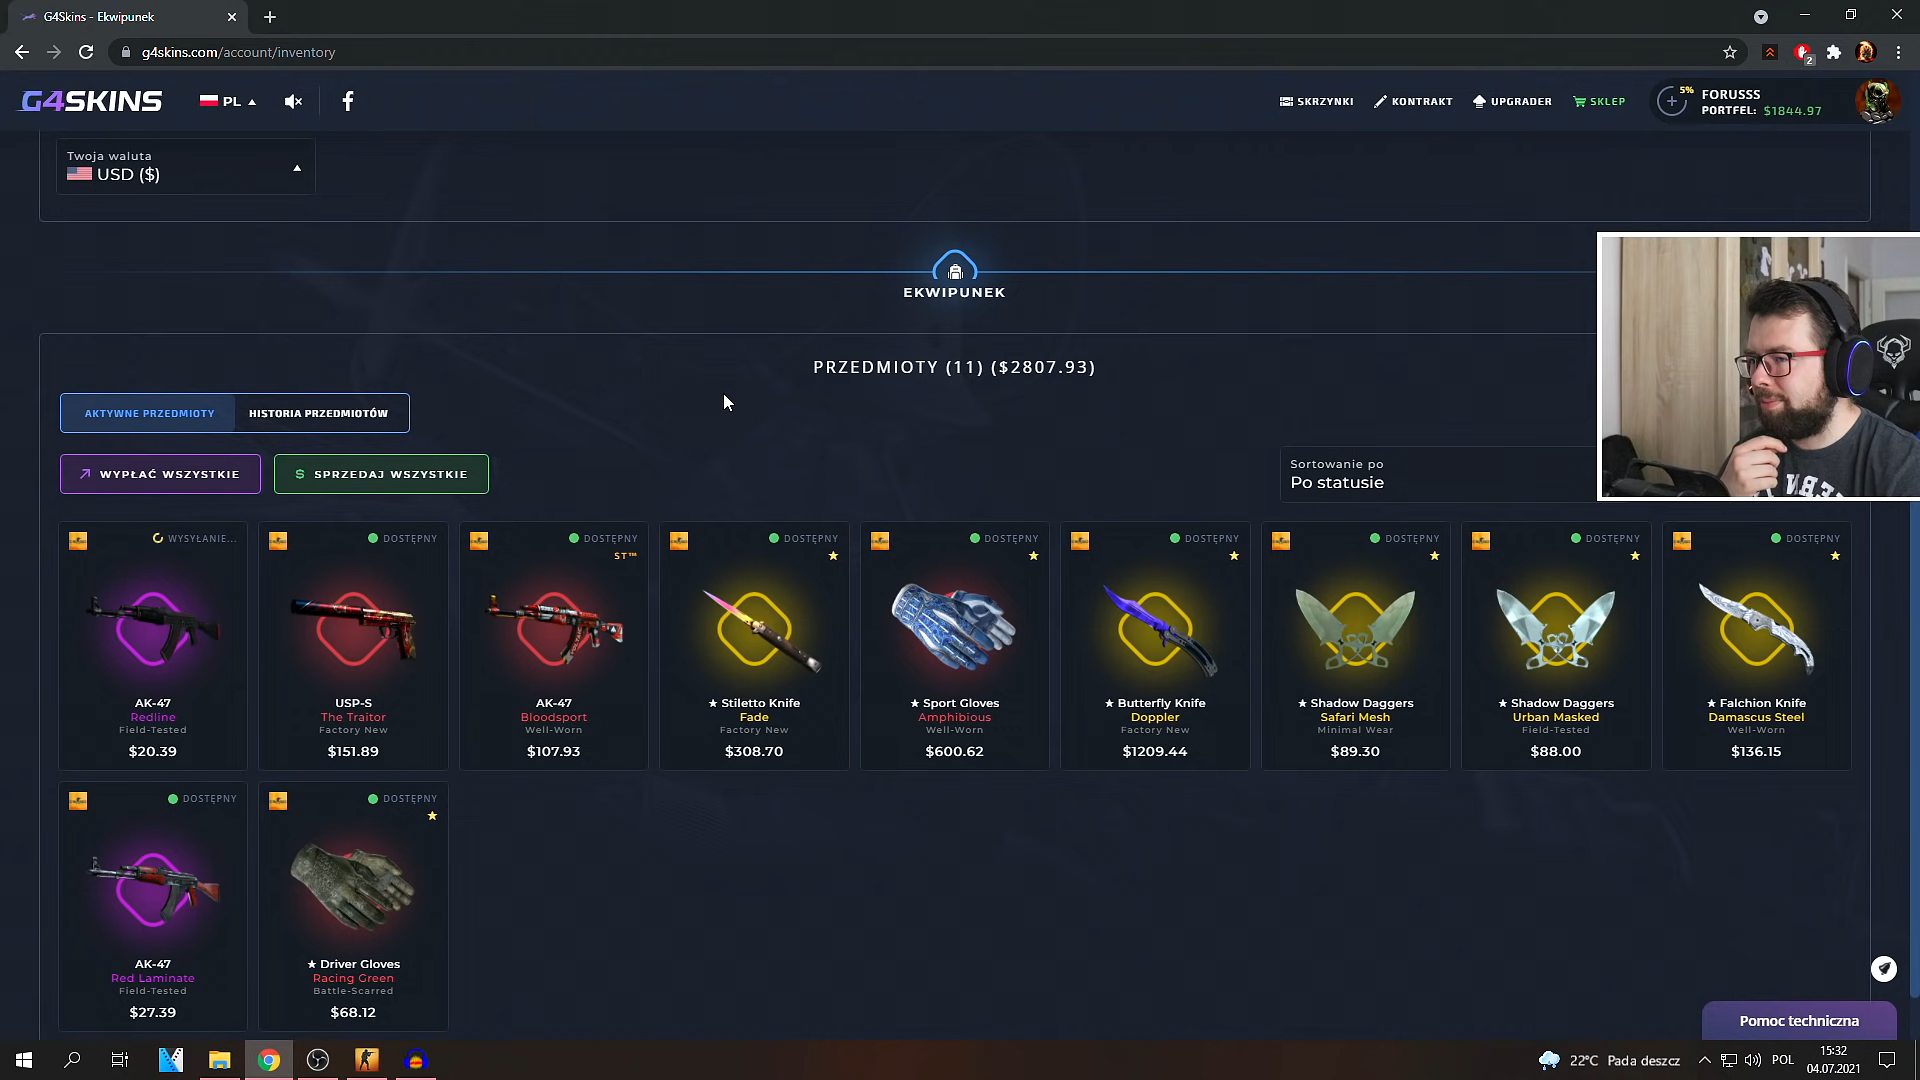 G4Skins - Ekwipunek
g4skins.com/account/inventory
2
G4SKINS
PL
SKRZYNKI
KONTRAKT
UPGRADER
SKLEP
5%
FORUSSS
PORTFEL: $1844.97
Twoja waluta
USD ($)
EKWIPUNEK
PRZEDMIOTY (11) ($2807.93)
AKTYWNE PRZEDMIOTY
HISTORIA PRZEDMIOTÓW
WYPŁAĆ WSZYSTKIE
$ SPRZEDAJ WSZYSTKIE
Sortowanie po
Po statusie
WYSYŁANIE...
AK-47
Redline
Field-Tested
$20.39
DOSTĘPNY
USP-S
The Traitor
Factory New
$151.89
DOSTĘPNY
ST™
AK-47
Bloodsport
Well-Worn
$107.93
DOSTĘPNY
★ Stiletto Knife
Fade
Factory New
$308.70
DOSTĘPNY
★ Sport Gloves
Amphibious
Well-Worn
$600.62
DOSTĘPNY
★ Butterfly Knife
Doppler
Factory New
$1209.44
DOSTĘPNY
★ Shadow Daggers
Safari Mesh
Minimal Wear
$89.30
DOSTĘPNY
★ Shadow Daggers
Urban Masked
Field-Tested
$88.00
DOSTĘPNY
★ Falchion Knife
Damascus Steel
Well-Worn
$136.15
DOSTĘPNY
AK-47
Red Laminate
Field-Tested
$27.39
DOSTĘPNY
★ Driver Gloves
Racing Green
Battle-Scarred
$68.12
Pomoc techniczna
22°C Pada deszcz
POL
15:32
04.07.2021